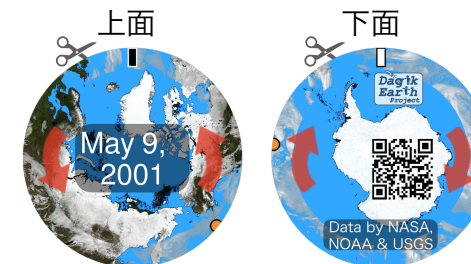 上面
下面
May 9,
2001
Dagik
Earth
Project
Data by NASA,
NOAA & USGS